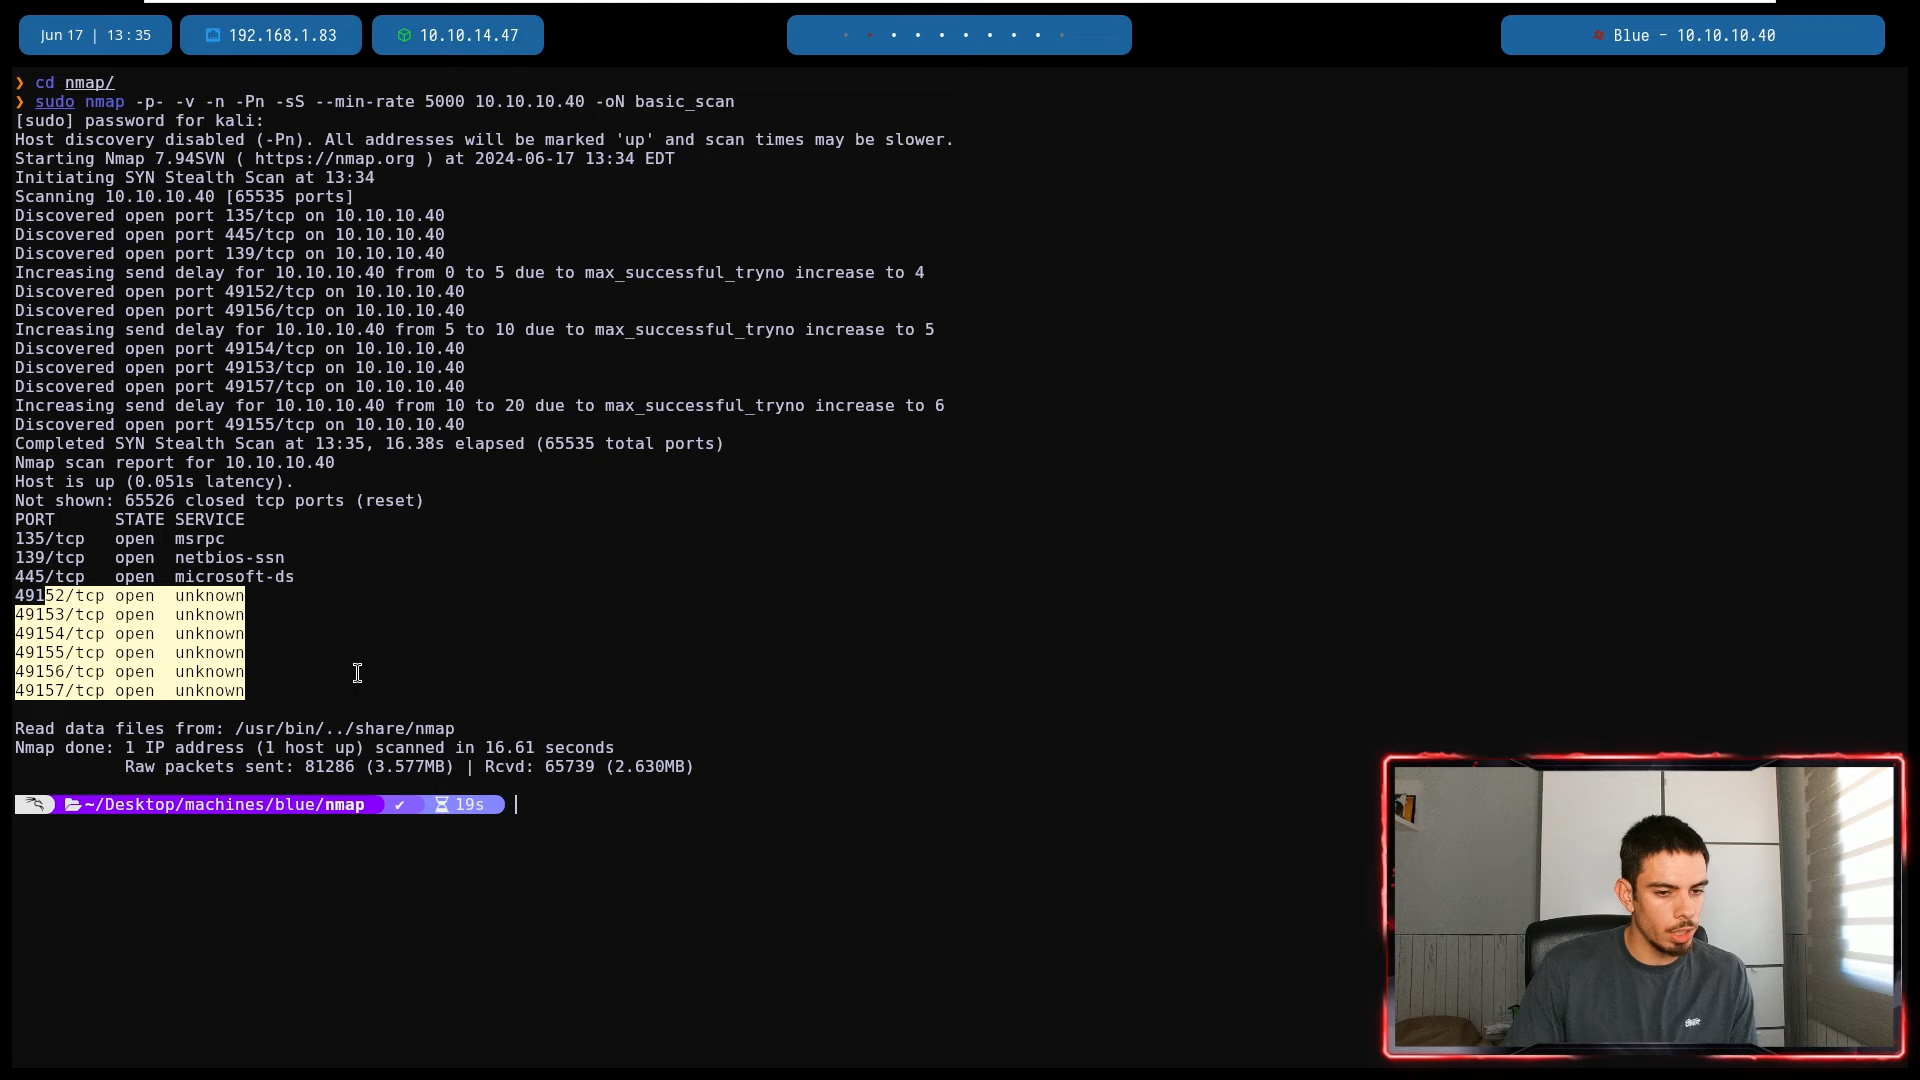 Jun 17 | 13:35
192.168.1.83
10.10.14.47
Blue - 10.10.10.40
❯ cd nmap/
❯ sudo nmap -p- -v -n -Pn -sS --min-rate 5000 10.10.10.40 -oN basic_scan
[sudo] password for kali:
Host discovery disabled (-Pn). All addresses will be marked 'up' and scan times may be slower.
Starting Nmap 7.94SVN ( https://nmap.org ) at 2024-06-17 13:34 EDT
Initiating SYN Stealth Scan at 13:34
Scanning 10.10.10.40 [65535 ports]
Discovered open port 135/tcp on 10.10.10.40
Discovered open port 445/tcp on 10.10.10.40
Discovered open port 139/tcp on 10.10.10.40
Increasing send delay for 10.10.10.40 from 0 to 5 due to max_successful_tryno increase to 4
Discovered open port 49152/tcp on 10.10.10.40
Discovered open port 49156/tcp on 10.10.10.40
Increasing send delay for 10.10.10.40 from 5 to 10 due to max_successful_tryno increase to 5
Discovered open port 49154/tcp on 10.10.10.40
Discovered open port 49153/tcp on 10.10.10.40
Discovered open port 49157/tcp on 10.10.10.40
Increasing send delay for 10.10.10.40 from 10 to 20 due to max_successful_tryno increase to 6
Discovered open port 49155/tcp on 10.10.10.40
Completed SYN Stealth Scan at 13:35, 16.38s elapsed (65535 total ports)
Nmap scan report for 10.10.10.40
Host is up (0.051s latency).
Not shown: 65526 closed tcp ports (reset)
PORT      STATE SERVICE
135/tcp   open  msrpc
139/tcp   open  netbios-ssn
445/tcp   open  microsoft-ds
49152/tcp open  unknown
49153/tcp open  unknown
49154/tcp open  unknown
49155/tcp open  unknown
49156/tcp open  unknown
49157/tcp open  unknown
Read data files from: /usr/bin/../share/nmap
Nmap done: 1 IP address (1 host up) scanned in 16.61 seconds
Raw packets sent: 81286 (3.577MB) | Rcvd: 65739 (2.630MB)
~/Desktop/machines/blue/nmap ✔ 19s